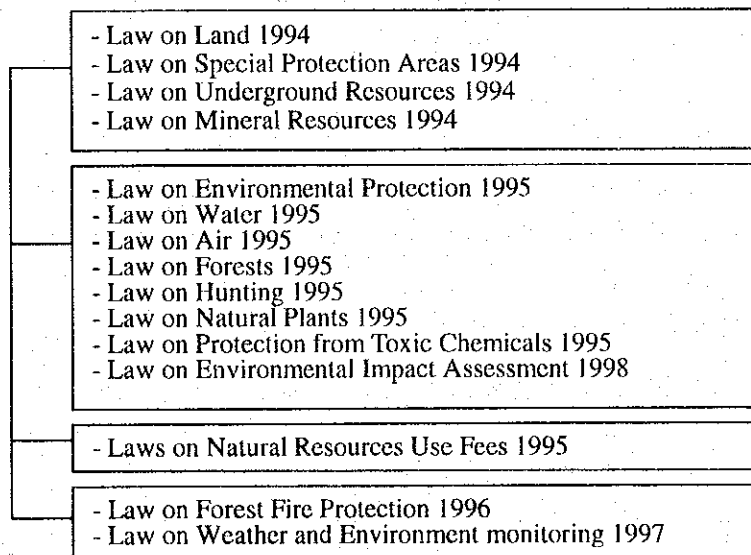 - Law on Land 1994
- Law on Special Protection Areas 1994
- Law on Underground Resources 1994
- Law on Mineral Resources 1994
- Law on Environmental Protection 1995
- Law on Water 1995
- Law on Air 1995
- Law on Forests 1995
- Law on Hunting 1995
- Law on Natural Plants 1995
- Law on Protection from Toxic Chemicals 1995
- Law on Environmental Impact Assessment 1998
- Laws on Natural Resources Use Fees 1995
- Law on Forest Fire Protection 1996
- Law on Weather and Environment monitoring 1997